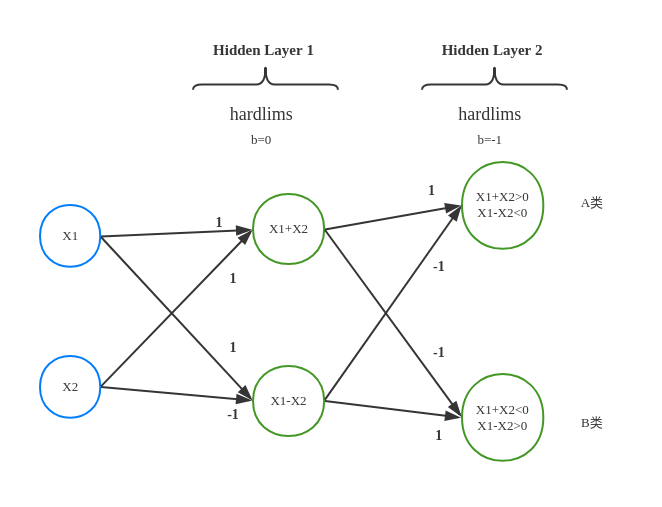 Hidden Layer 1
Hidden Layer 2
hardlims
hardlims
b=0
b=-1
1
X1+X2>0
X1-X2<0
A类
1
X1+X2
X1
-1
1
1
-1
X2
X1-X2
-1
1
X1+X2<0
X1-X2>0
B类